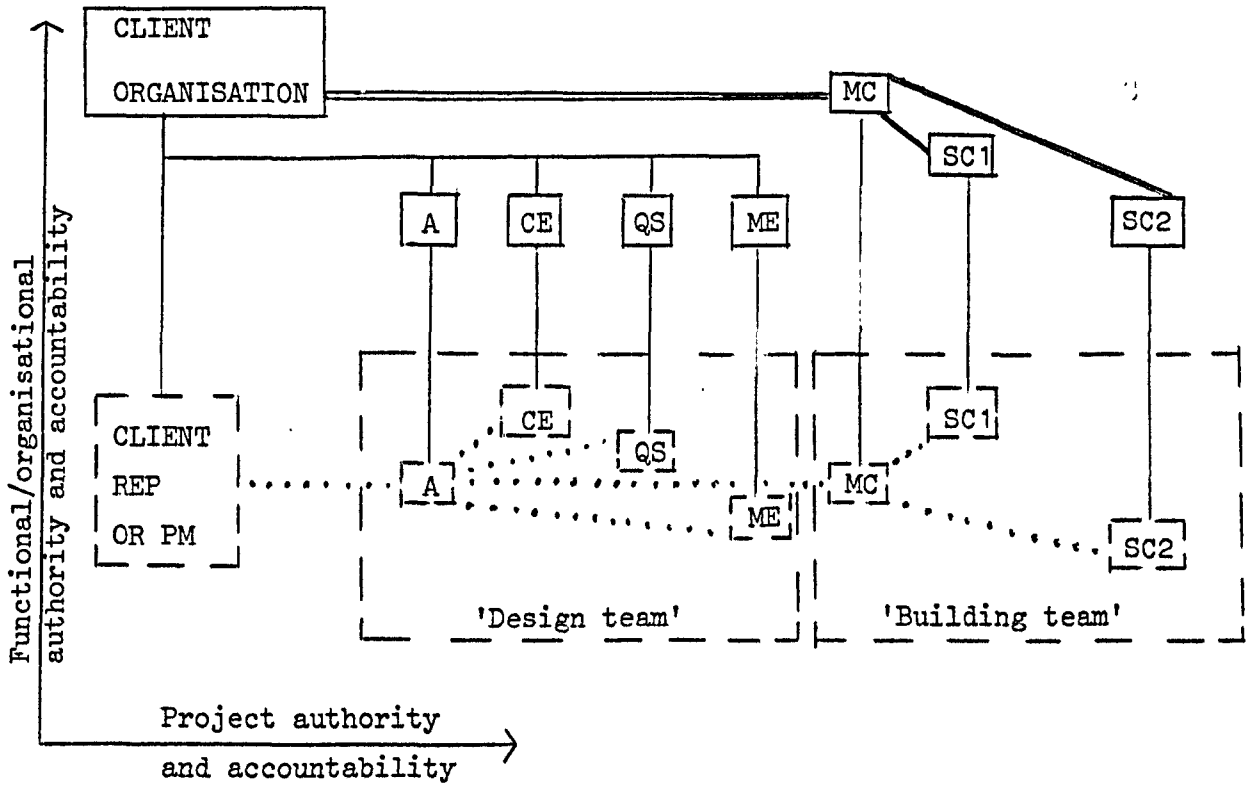 CLIENT
ORGANISATION
MC
SC1
A
CE
QS
ME
SC2
Functional/organisational
authority and accountability
CLIENT
REP
OR PM
CE
SC1
QS
A
MC
ME
SC2
'Design team'
'Building team'
Project authority
and accountability